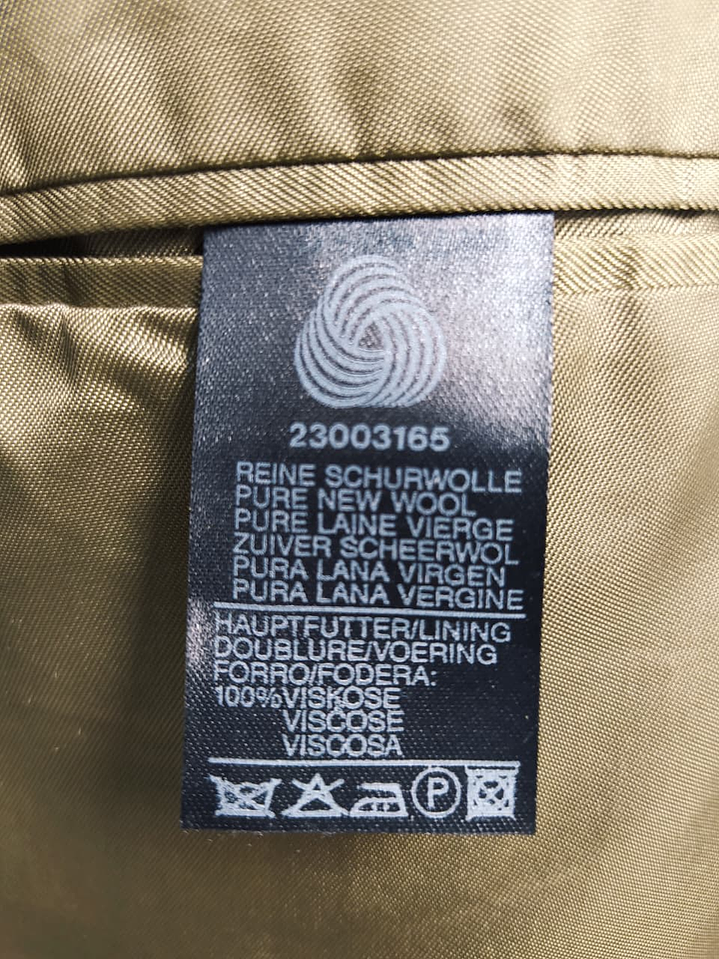 23003165
REINE SCHURWOLLE
PURE NEW WOOL
PURE LAINE VIERGE
ZUIVER SCHEERWOL
PURA LANA VIRGEN
PURA LANA VERGINE
HAUPTFUTTER/LINING
DOUBLURE/VOERING
FORRO/FODERA:
100%VISKOSE
VISCOSE
VISCOSA
P